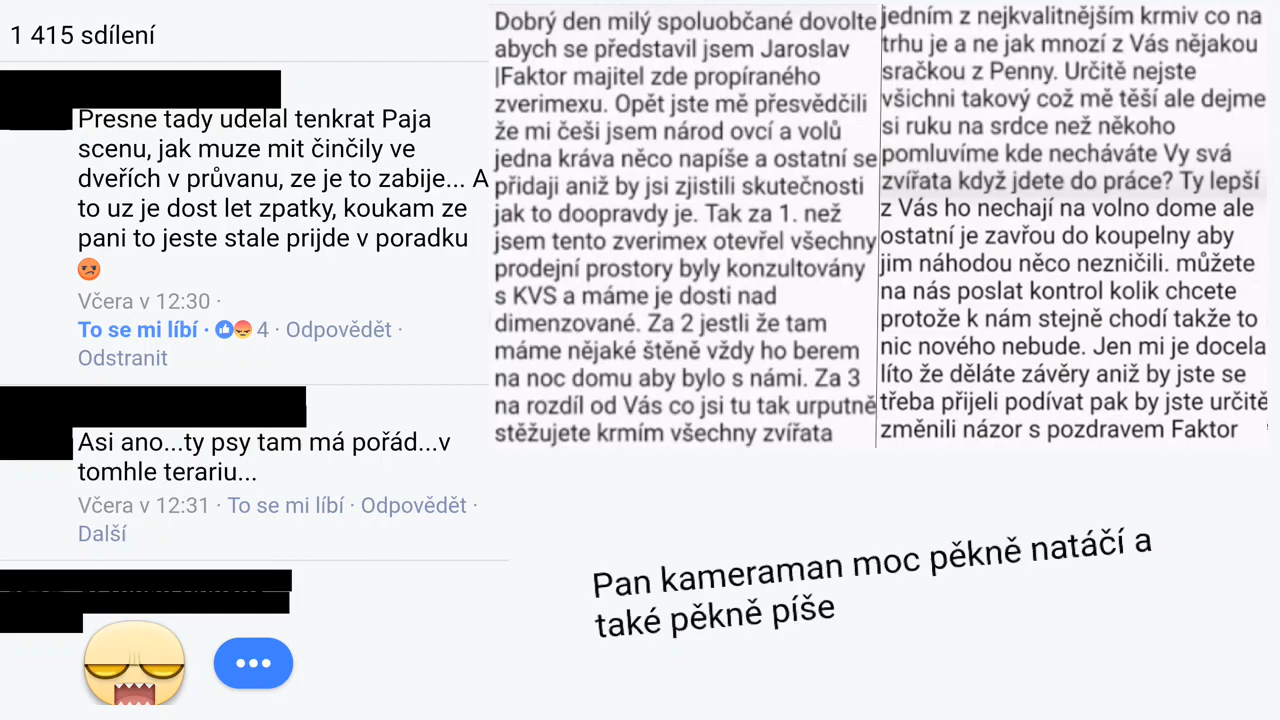 1 415 sdílení
Presne tady udelal tenkrat Paja
scenu, jak muze mit činčily ve
dveřích v průvanu, ze je to zabije... A
to uz je dost let zpatky, koukam ze
pani to jeste stale prijde v poradku
Včera v 12:30 ·
To se mi líbí · 4 · Odpovědět ·
Odstranit
Asi ano...ty psy tam má pořád...v
tomhle terariu...
Včera v 12:31 · To se mi líbí · Odpovědět ·
Další
Dobrý den milý spoluobčané dovolte
abych se představil jsem Jaroslav
|Faktor majitel zde propíraného
zverimexu. Opět jste mě přesvědčili
že mi češi jsem národ ovcí a volů
jedna kráva něco napíše a ostatní se
přidaji aniž by jsi zjistili skutečnosti
jak to doopravdy je. Tak za 1. než
jsem tento zverimex otevřel všechny
prodejní prostory byly konzultovány
s KVS a máme je dosti nad
dimenzované. Za 2 jestli že tam
máme nějaké štěně vždy ho berem
na noc domu aby bylo s námi. Za 3
na rozdíl od Vás co jsi tu tak urputně
stěžujete krmím všechny zvířata
jedním z nejkvalitnějším krmiv co na
trhu je a ne jak mnozí z Vás nějakou
sračkou z Penny. Určitě nejste
všichni takový což mě těší ale dejme
si ruku na srdce než někoho
pomluvíme kde necháváte Vy svá
zvířata když jdete do práce? Ty lepší
z Vás ho nechají na volno dome ale
ostatní je zavřou do koupelny aby
jim náhodou něco nezničili. můžete
na nás poslat kontrol kolik chcete
protože k nám stejně chodí takže to
nic nového nebude. Jen mi je docela
líto že děláte závěry aniž by jste se
třeba přijeli podívat pak by jste určitě
změnili názor s pozdravem Faktor
Pan kameraman moc pěkně natáčí a
také pěkně píše